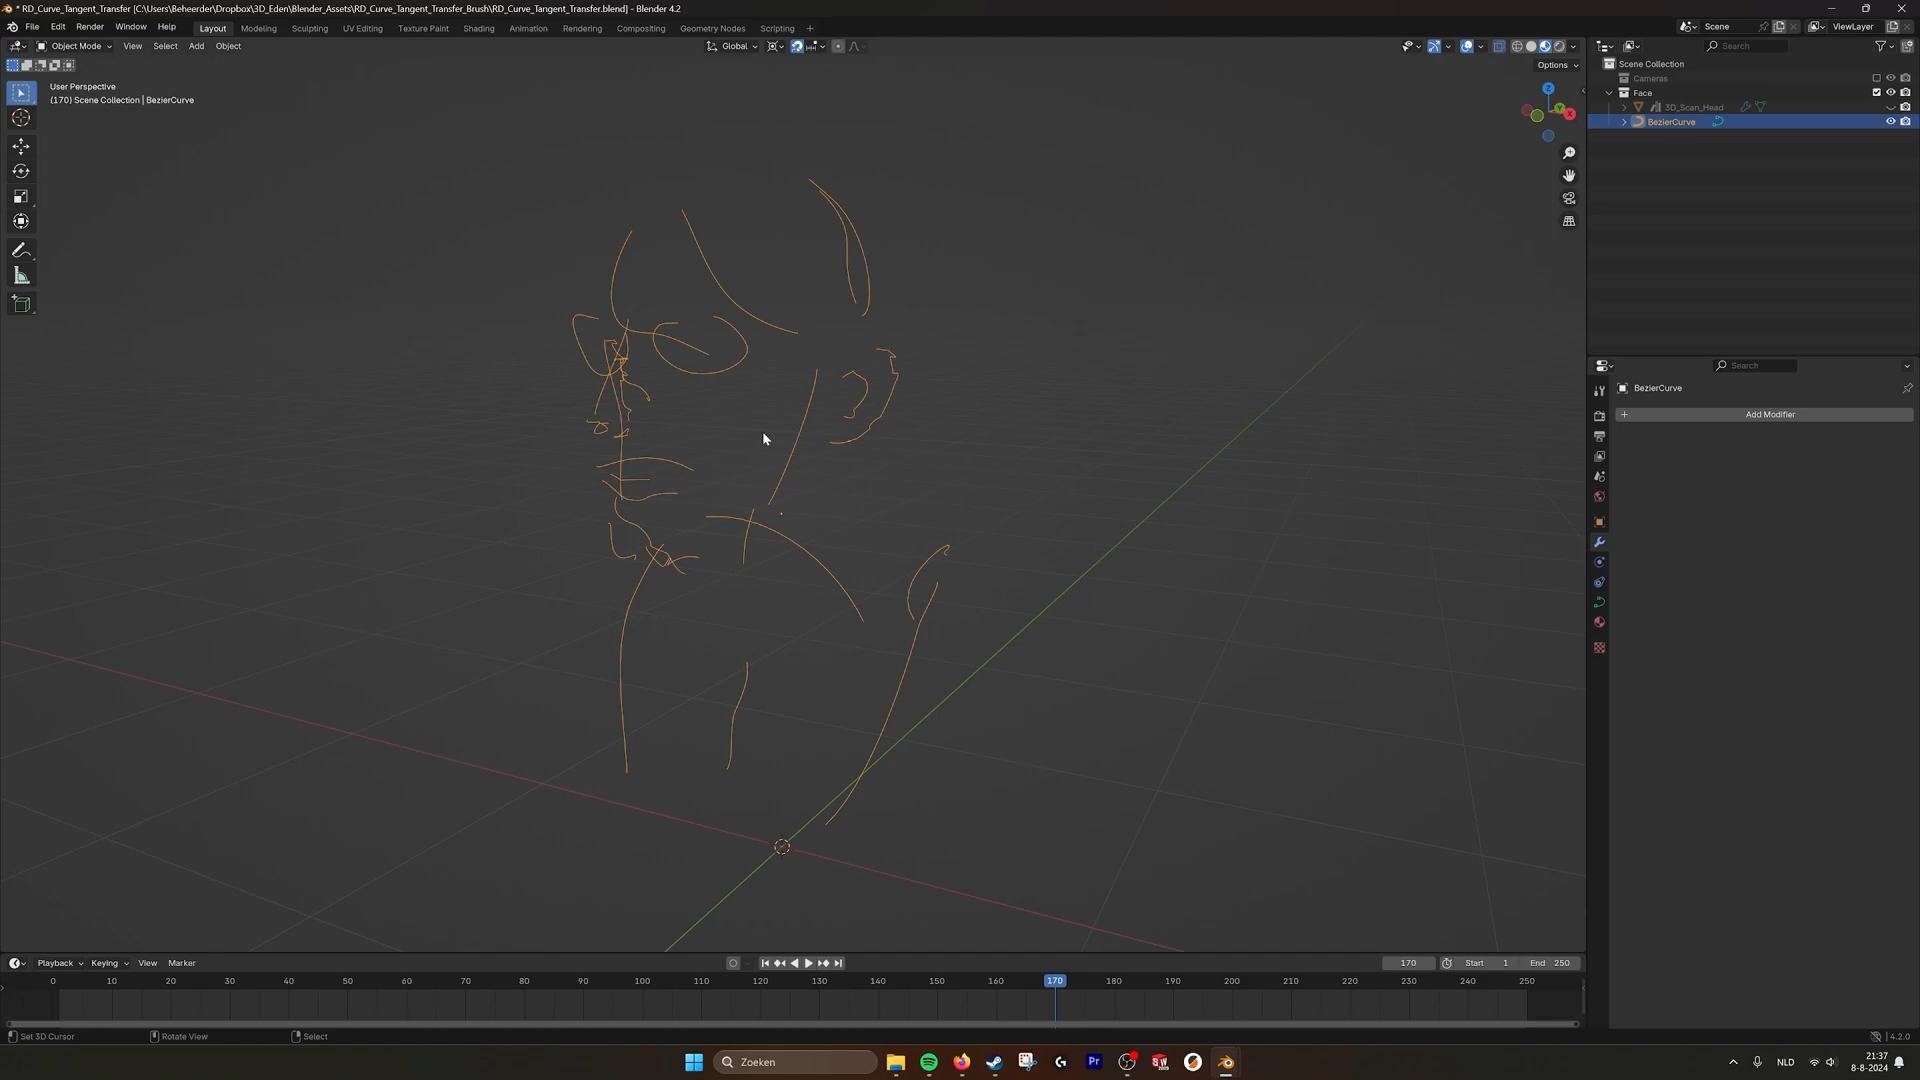 * RD_Curve_Tangent_Transfer [C:\Users\Beheerder\Dropbox\3D_Eden\Blender_Assets\RD_Curve_Tangent_Transfer_Brush\RD_Curve_Tangent_Transfer.blend] - Blender 4.2
File Edit Render Window Help Layout Modeling Sculpting UV Editing Texture Paint Shading Animation Rendering Compositing Geometry Nodes Scripting + Scene ViewLayer
Object Mode View Select Add Object Global Search
Options
User Perspective
(170) Scene Collection | BezierCurve
Z
Y
X
Scene Collection
Cameras
Face
3D_Scan_Head
BezierCurve
Search
BezierCurve
+ Add Modifier
Playback Keying View Marker 170 Start 1 End 250
0 10 20 30 40 50 60 70 80 90 100 110 120 130 140 150 160 170 180 190 200 210 220 230 240 250
Set 3D Cursor Rotate View Select 4.2.0
Zoeken Pr SW 2019 NLD 21:37
8-8-2024